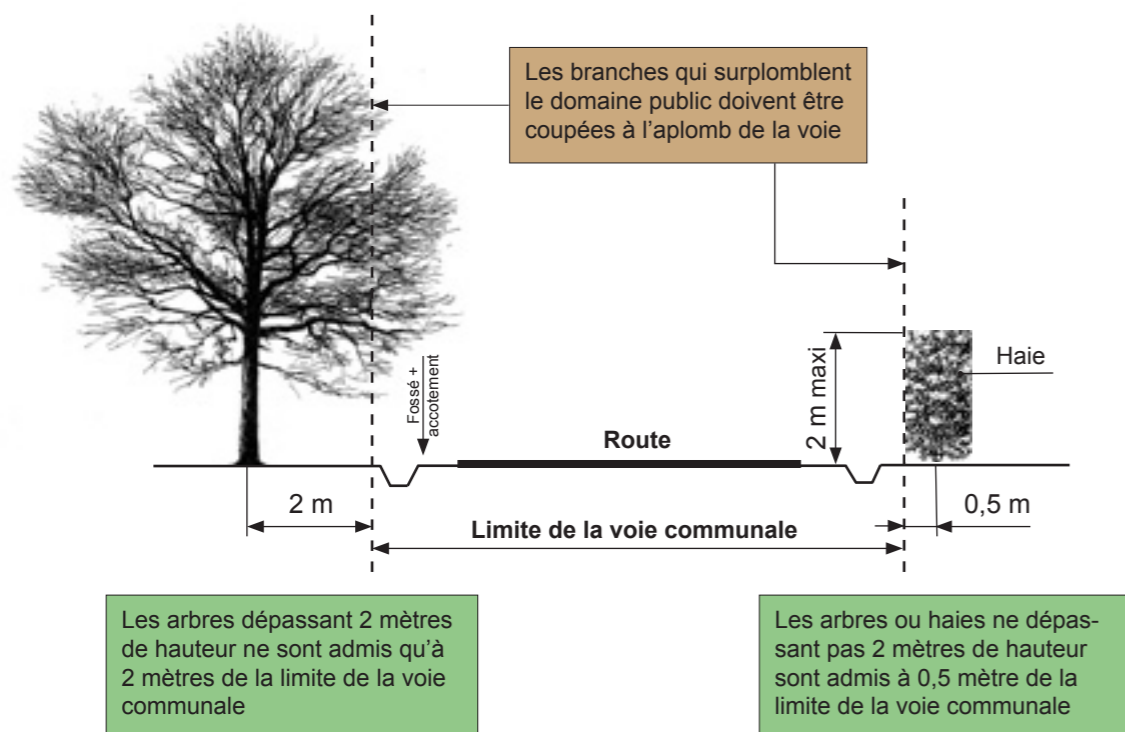 Les branches qui surplomblent
le domaine public doivent être
coupées à l'aplomb de la voie
Fossé +
accotement
Route
2 m maxi
Haie
2 m
Limite de la voie communale
0,5 m
Les arbres dépassant 2 mètres
de hauteur ne sont admis qu'à
2 mètres de la limite de la voie
communale
Les arbres ou haies ne dépas-
sant pas 2 mètres de hauteur
sont admis à 0,5 mètre de la
limite de la voie communale